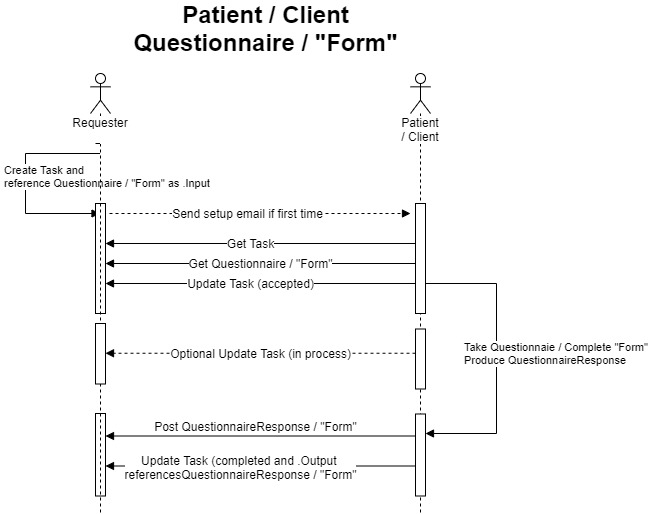 Patient / Client
Questionnaire / "Form"
Requester
Patient
/ Client
Create Task and
reference Questionnaire / "Form" as .Input
Send setup email if first time
Get Task
Get Questionnaire / "Form"
Update Task (accepted)
Take Questionnaie / Complete "Form"
Produce QuestionnaireResponse
Optional Update Task (in process)
Post QuestionnaireResponse / "Form"
Update Task (completed and .Output
referencesQuestionnaireResponse / "Form"